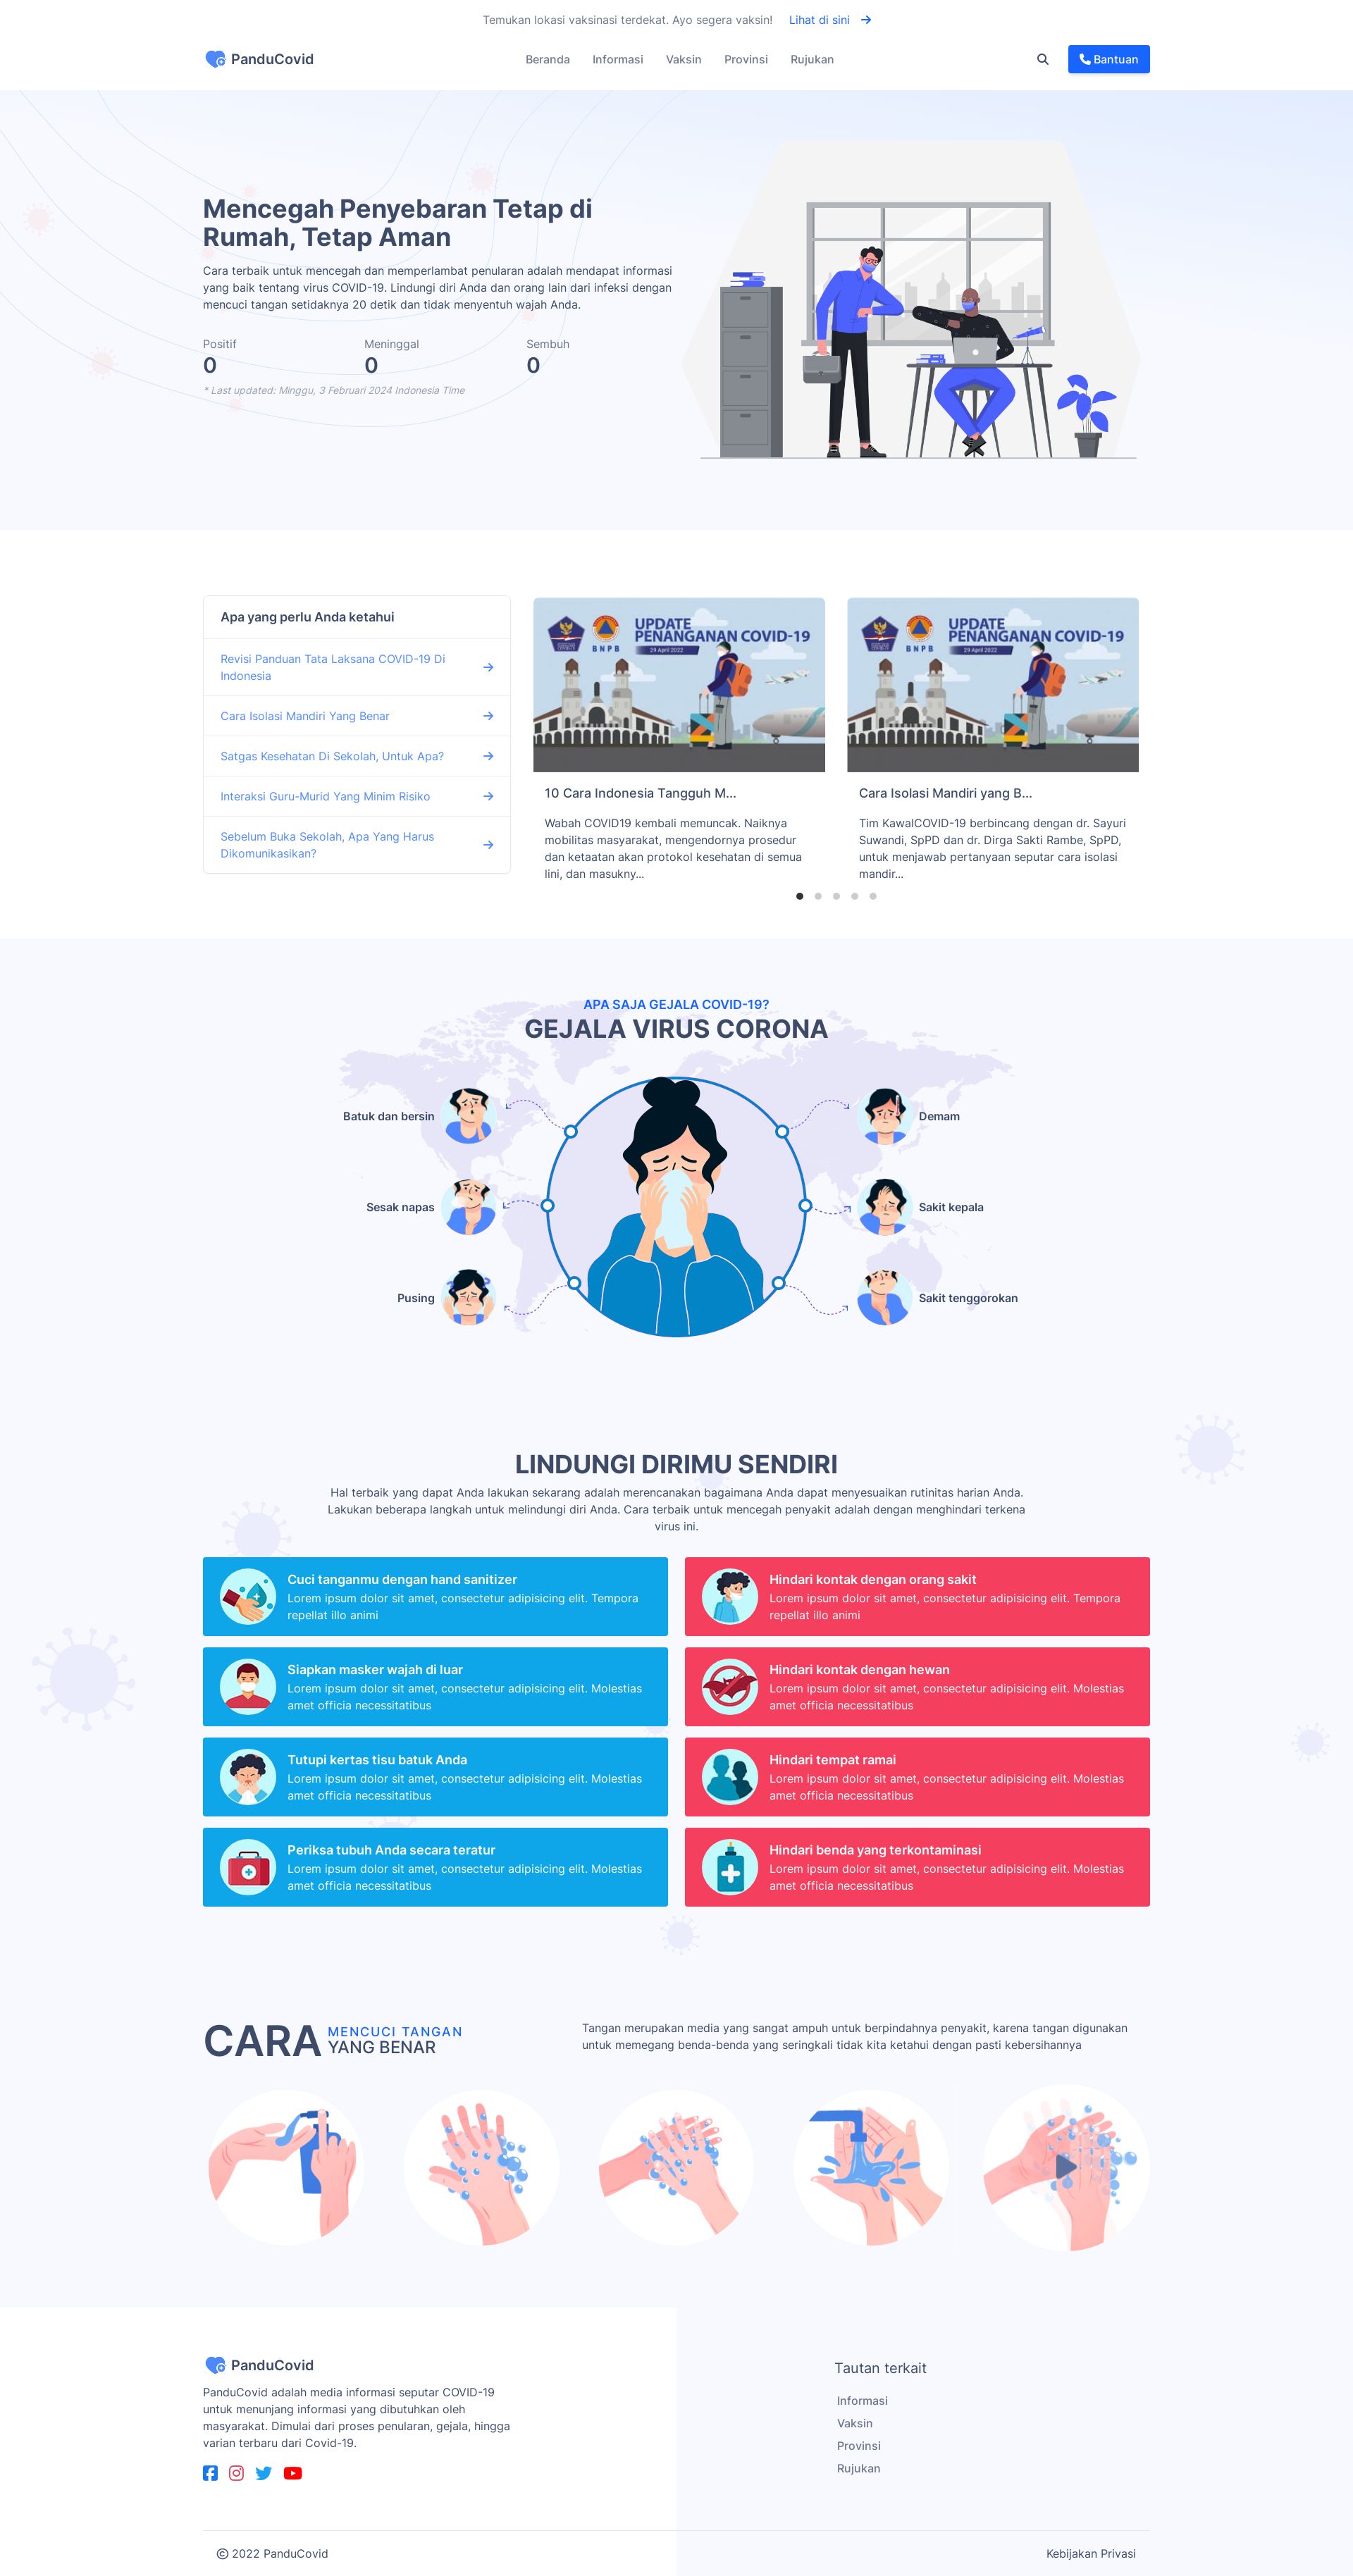 Temukan lokasi vaksinasi terdekat. Ayo segera vaksin! Lihat di sini
PanduCovid
Beranda Informasi Vaksin Provinsi Rujukan
Bantuan
Mencegah Penyebaran Tetap di
Rumah, Tetap Aman
Cara terbaik untuk mencegah dan memperlambat penularan adalah mendapat informasi
yang baik tentang virus COVID-19. Lindungi diri Anda dan orang lain dari infeksi dengan
mencuci tangan setidaknya 20 detik dan tidak menyentuh wajah Anda.
Positif Meninggal Sembuh
0 0 0
* Last updated: Minggu, 3 Februari 2024 Indonesia Time
Apa yang perlu Anda ketahui
Revisi Panduan Tata Laksana COVID-19 Di
Indonesia
Cara Isolasi Mandiri Yang Benar
Satgas Kesehatan Di Sekolah, Untuk Apa?
Interaksi Guru-Murid Yang Minim Risiko
Sebelum Buka Sekolah, Apa Yang Harus
Dikomunikasikan?
BNPB
UPDATE
PENANGANAN COVID-19
29 April 2022
10 Cara Indonesia Tangguh M...
Wabah COVID19 kembali memuncak. Naiknya
mobilitas masyarakat, mengendornya prosedur
dan ketaatan akan protokol kesehatan di semua
lini, dan masukny...
BNPB
UPDATE
PENANGANAN COVID-19
29 April 2022
Cara Isolasi Mandiri yang B...
Tim KawalCOVID-19 berbincang dengan dr. Sayuri
Suwandi, SpPD dan dr. Dirga Sakti Rambe, SpPD,
untuk menjawab pertanyaan seputar cara isolasi
mandir...
APA SAJA GEJALA COVID-19?
GEJALA VIRUS CORONA
Batuk dan bersin
Demam
Sesak napas
Sakit kepala
Pusing
Sakit tenggorokan
LINDUNGI DIRIMU SENDIRI
Hal terbaik yang dapat Anda lakukan sekarang adalah merencanakan bagaimana Anda dapat menyesuaikan rutinitas harian Anda.
Lakukan beberapa langkah untuk melindungi diri Anda. Cara terbaik untuk mencegah penyakit adalah dengan menghindari terkena
virus ini.
Cuci tanganmu dengan hand sanitizer
Lorem ipsum dolor sit amet, consectetur adipisicing elit. Tempora
repellat illo animi
Hindari kontak dengan orang sakit
Lorem ipsum dolor sit amet, consectetur adipisicing elit. Tempora
repellat illo animi
Siapkan masker wajah di luar
Lorem ipsum dolor sit amet, consectetur adipisicing elit. Molestias
amet officia necessitatibus
Hindari kontak dengan hewan
Lorem ipsum dolor sit amet, consectetur adipisicing elit. Molestias
amet officia necessitatibus
Tutupi kertas tisu batuk Anda
Lorem ipsum dolor sit amet, consectetur adipisicing elit. Molestias
amet officia necessitatibus
Hindari tempat ramai
Lorem ipsum dolor sit amet, consectetur adipisicing elit. Molestias
amet officia necessitatibus
Periksa tubuh Anda secara teratur
Lorem ipsum dolor sit amet, consectetur adipisicing elit. Molestias
amet officia necessitatibus
Hindari benda yang terkontaminasi
Lorem ipsum dolor sit amet, consectetur adipisicing elit. Molestias
amet officia necessitatibus
CARA
MENCUCI TANGAN
YANG BENAR
Tangan merupakan media yang sangat ampuh untuk berpindahnya penyakit, karena tangan digunakan
untuk memegang benda-benda yang seringkali tidak kita ketahui dengan pasti kebersihannya
PanduCovid
PanduCovid adalah media informasi seputar COVID-19
untuk menunjang informasi yang dibutuhkan oleh
masyarakat. Dimulai dari proses penularan, gejala, hingga
varian terbaru dari Covid-19.
Tautan terkait
Informasi
Vaksin
Provinsi
Rujukan
© 2022 PanduCovid
Kebijakan Privasi